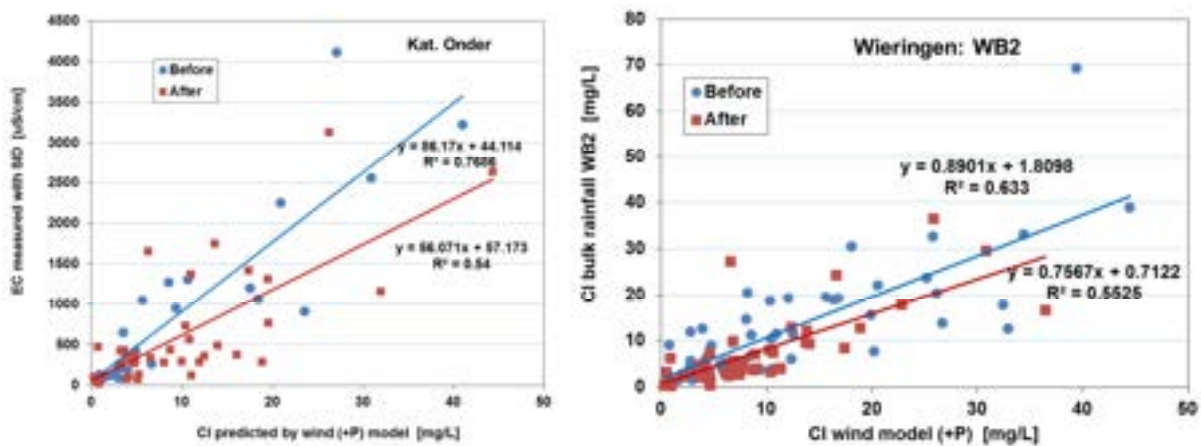 Kat. Onder
Before
After
y = 86.17x + 44.114
R² = 0.7686
y = 56.071x + 57.173
R² = 0.54
EC measured with SID [uS/cm]
4500
4000
3500
3000
2500
2000
1500
1000
500
0
0 10 20 30 40 50
Cl predicted by wind (+P) model [mg/L]
Wieringen: WB2
Before
After
y = 0.8901x + 1.8098
R² = 0.633
y = 0.7567x + 0.7122
R² = 0.5525
Cl bulk rainfall WB2 [mg/L]
80
70
60
50
40
30
20
10
0
0 10 20 30 40 50
Cl wind model (+P) [mg/L]